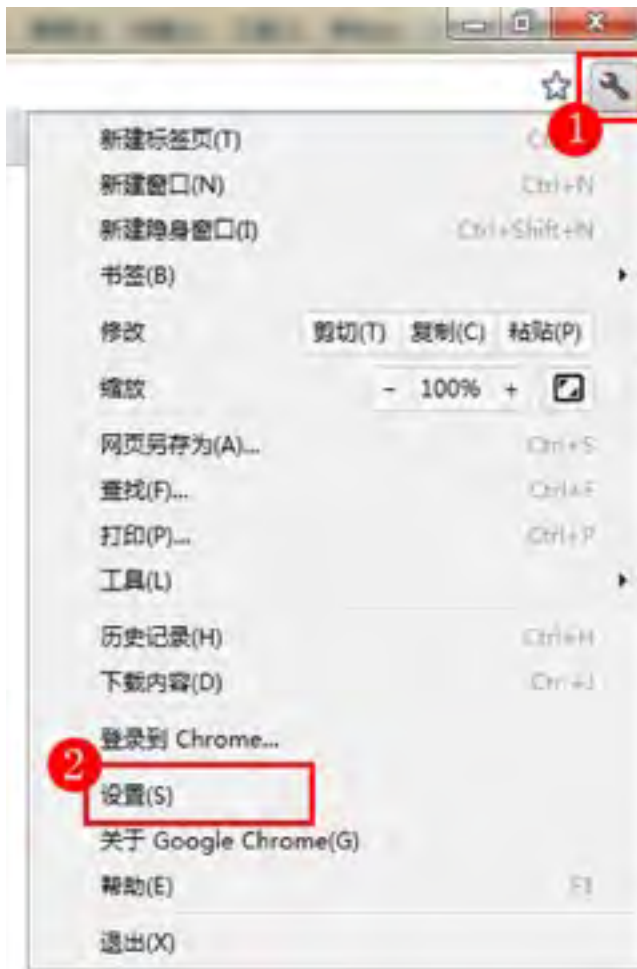 1
新建标签页(T)
新建窗口(N) Ctrl+N
新建隐身窗口(I) Ctrl+Shift+N
书签(B)
修改 剪切(T) 复制(C) 粘贴(P)
缩放 - 100% +
网页另存为(A)... Ctrl+S
查找(F)... Ctrl+F
打印(P)... Ctrl+P
工具(L)
历史记录(H) Ctrl+H
下载内容(D) Ctrl+J
登录到 Chrome...
2
设置(S)
关于 Google Chrome(G)
帮助(E) F1
退出(X)